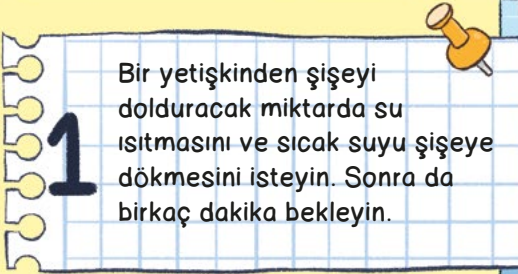 1
Bir yetişkinden şişeyi
dolduracak miktarda su
ısıtmasını ve sıcak suyu şişeye
dökmesini isteyin. Sonra da
birkaç dakika bekleyin.